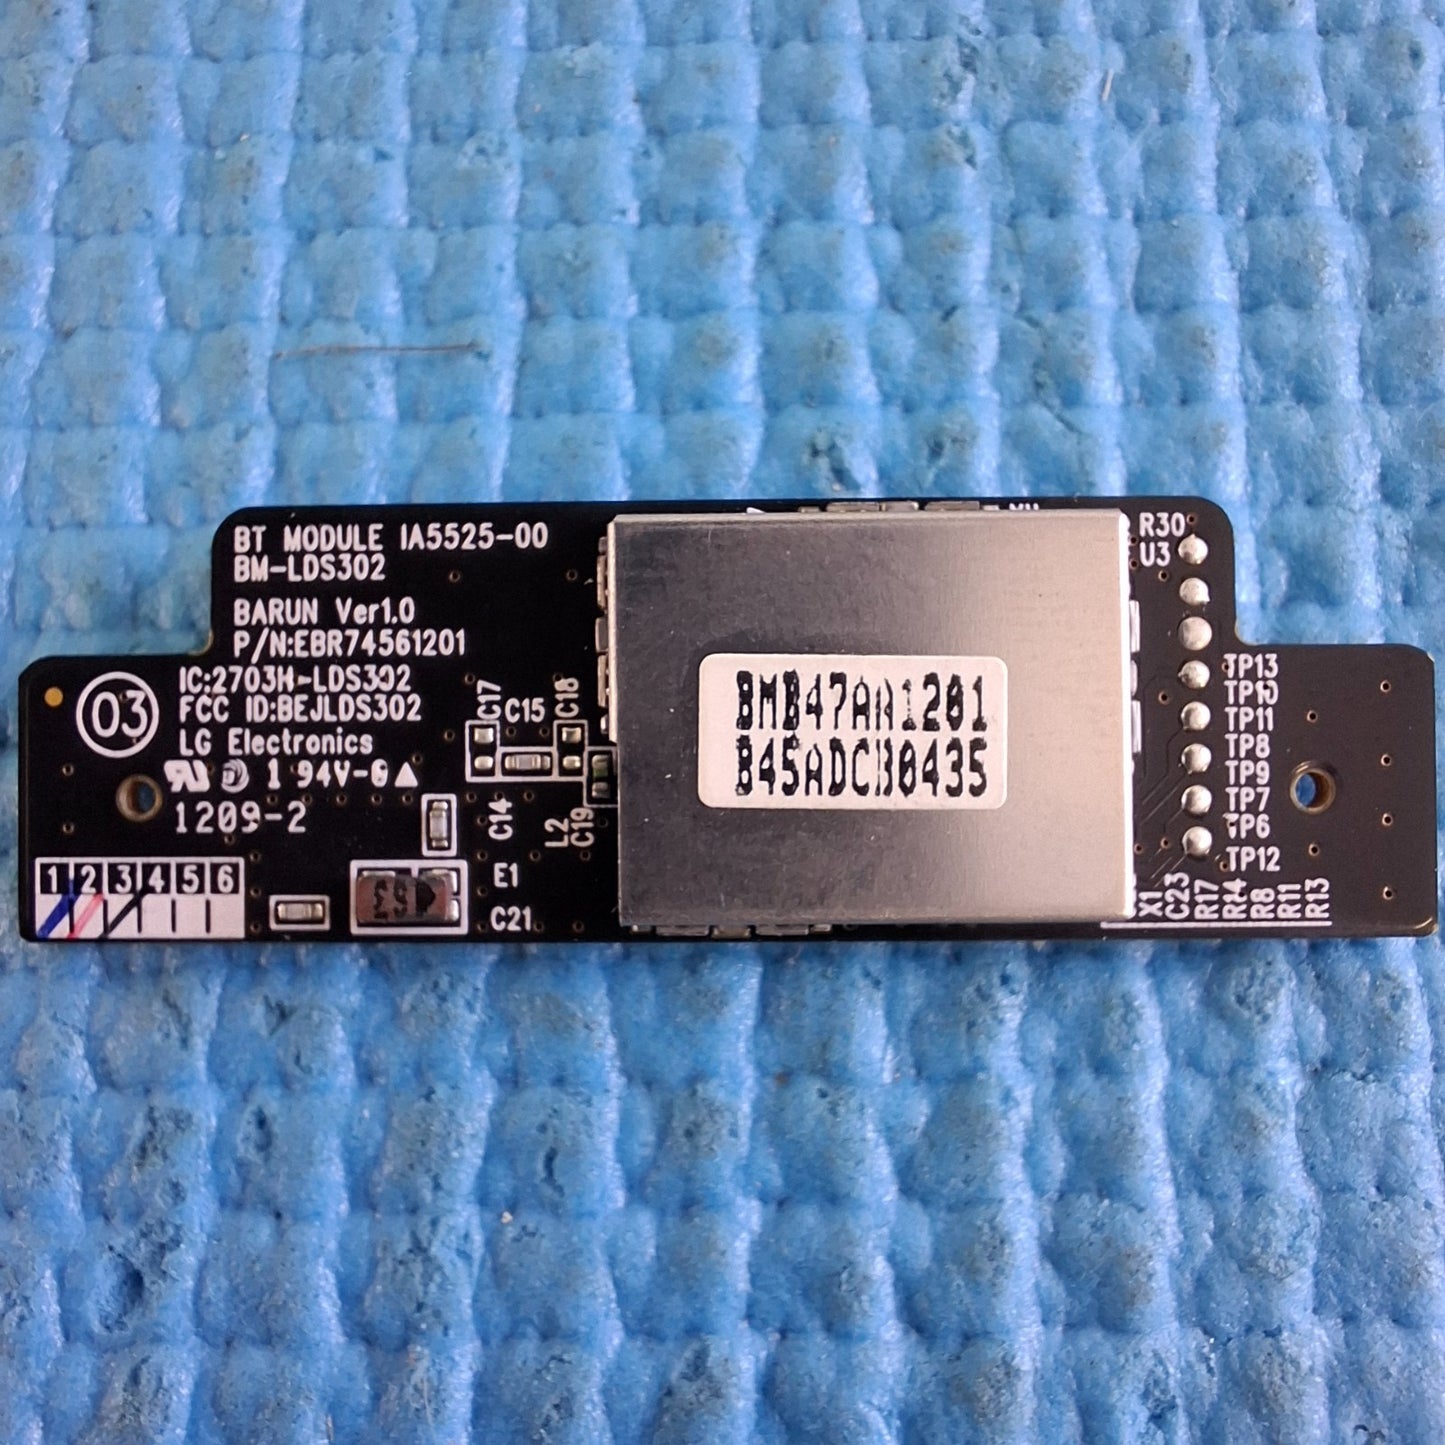 BT MODULE IA5525-00
BM-LDS302
BARUN Ver1.0
P/N:EBR74561201
IC:2703H-LDS302
FCC ID:BEJLDS302
LG Electronics
1 94V-0
1209-2
03
1 2 3 4 5 6
C17
C15
C18
C14
L2
C19
E1
C21
BMB47AA1201
R30
U3
TP13
TP10
TP11
TP8
TP9
TP7
TP6
TP12
X1
C23
R17
R14
R8
R11
R13